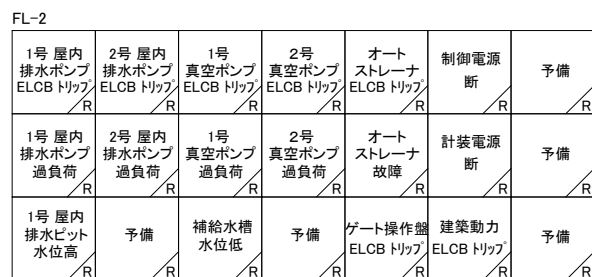 FL-2
1号 屋内
排水ポンプ
ELCB トリップ
R
2号 屋内
排水ポンプ
ELCB トリップ
R
1号
真空ポンプ
ELCB トリップ
R
2号
真空ポンプ
ELCB トリップ
R
オート
ストレーナ
ELCB トリップ
R
制御電源
断
R
予備
R
1号 屋内
排水ポンプ
過負荷
R
2号 屋内
排水ポンプ
過負荷
R
1号
真空ポンプ
過負荷
R
2号
真空ポンプ
過負荷
R
オート
ストレーナ
故障
R
計装電源
断
R
予備
R
1号 屋内
排水ピット
水位高
R
予備
R
補給水槽
水位低
R
予備
R
ゲート操作盤
ELCB トリップ
R
建築動力
ELCB トリップ
R
予備
R